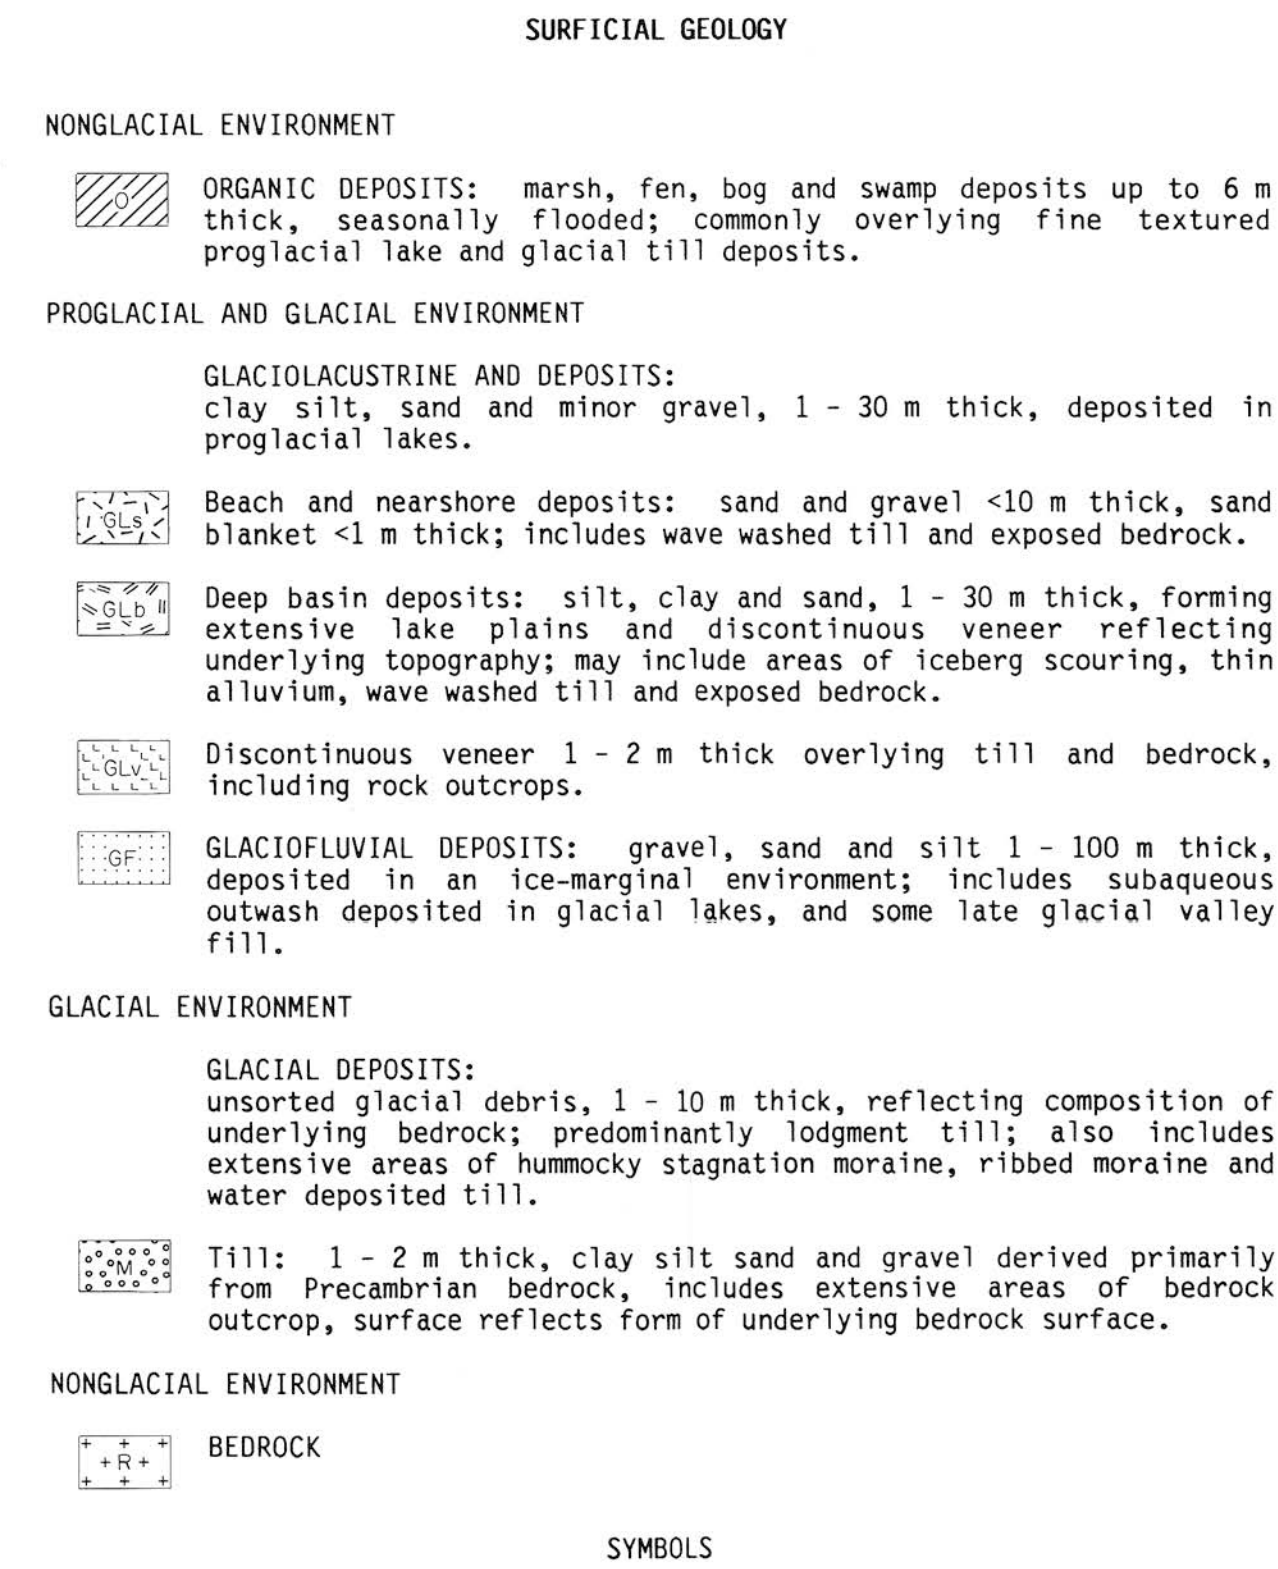 SURFICIAL GEOLOGY
NONGLACIAL ENVIRONMENT
O
ORGANIC DEPOSITS: marsh, fen, bog and swamp deposits up to 6 m
thick, seasonally flooded; commonly overlying fine textured
proglacial lake and glacial till deposits.
PROGLACIAL AND GLACIAL ENVIRONMENT
GLACIOLACUSTRINE AND DEPOSITS:
clay silt, sand and minor gravel, 1 - 30 m thick, deposited in
proglacial lakes.
GLs
Beach and nearshore deposits: sand and gravel <10 m thick, sand
blanket <1 m thick; includes wave washed till and exposed bedrock.
GLb
Deep basin deposits: silt, clay and sand, 1 - 30 m thick, forming
extensive lake plains and discontinuous veneer reflecting
underlying topography; may include areas of iceberg scouring, thin
alluvium, wave washed till and exposed bedrock.
GLv
Discontinuous veneer 1 - 2 m thick overlying till and bedrock,
including rock outcrops.
GF
GLACIOFLUVIAL DEPOSITS: gravel, sand and silt 1 - 100 m thick,
deposited in an ice-marginal environment; includes subaqueous
outwash deposited in glacial lakes, and some late glacial valley
fill.
GLACIAL ENVIRONMENT
GLACIAL DEPOSITS:
unsorted glacial debris, 1 - 10 m thick, reflecting composition of
underlying bedrock; predominantly lodgment till; also includes
extensive areas of hummocky stagnation moraine, ribbed moraine and
water deposited till.
M
Till: 1 - 2 m thick, clay silt sand and gravel derived primarily
from Precambrian bedrock, includes extensive areas of bedrock
outcrop, surface reflects form of underlying bedrock surface.
NONGLACIAL ENVIRONMENT
R
BEDROCK
SYMBOLS